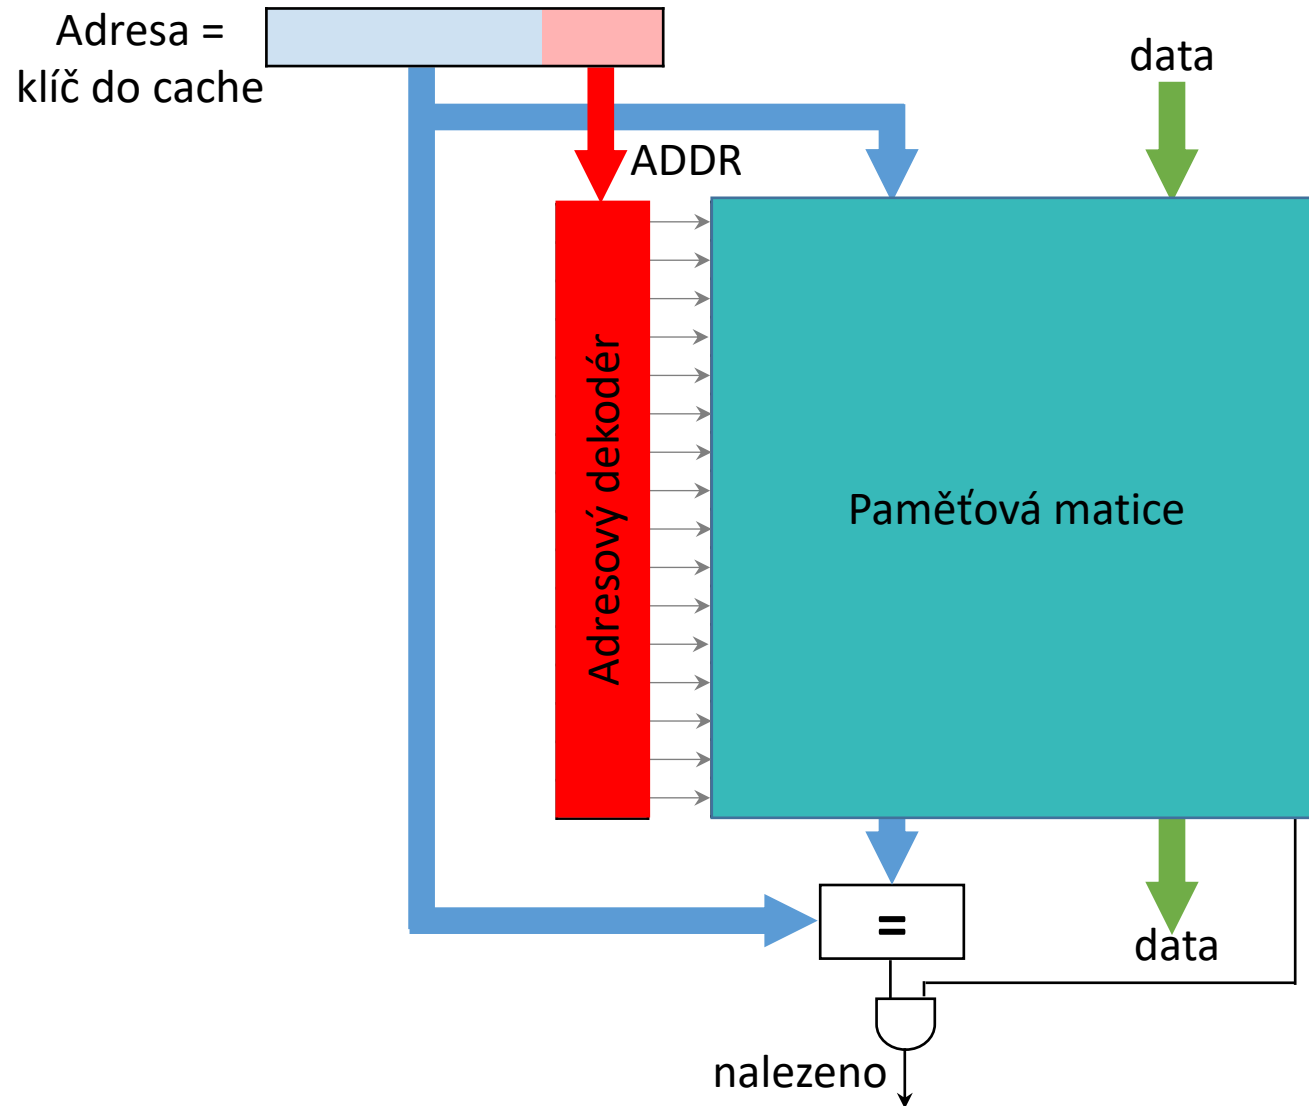 Adresa =
klíč do cache
data
ADDR
Adresový dekodér
Paměťová matice
=
data
nalezeno